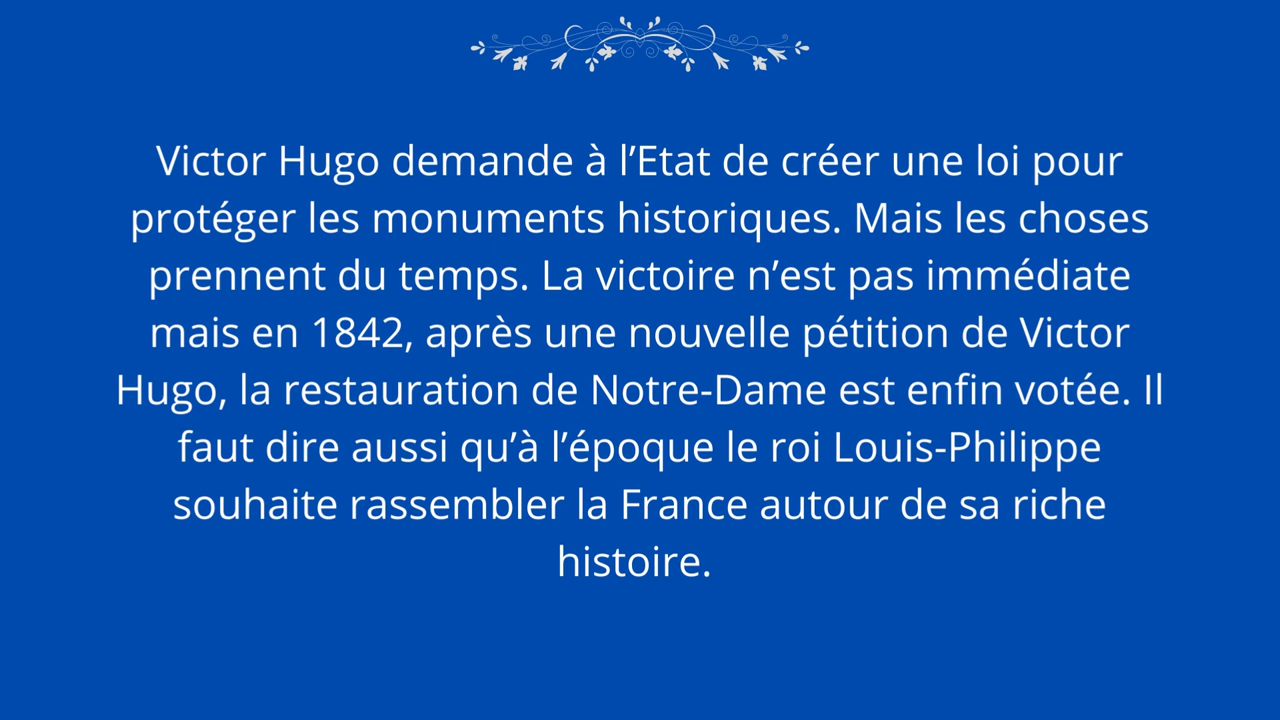 Victor Hugo demande à l’Etat de créer une loi pour
protéger les monuments historiques. Mais les choses
prennent du temps. La victoire n’est pas immédiate
mais en 1842, après une nouvelle pétition de Victor
Hugo, la restauration de Notre-Dame est enfin votée. Il
faut dire aussi qu’à l’époque le roi Louis-Philippe
souhaite rassembler la France autour de sa riche
histoire.